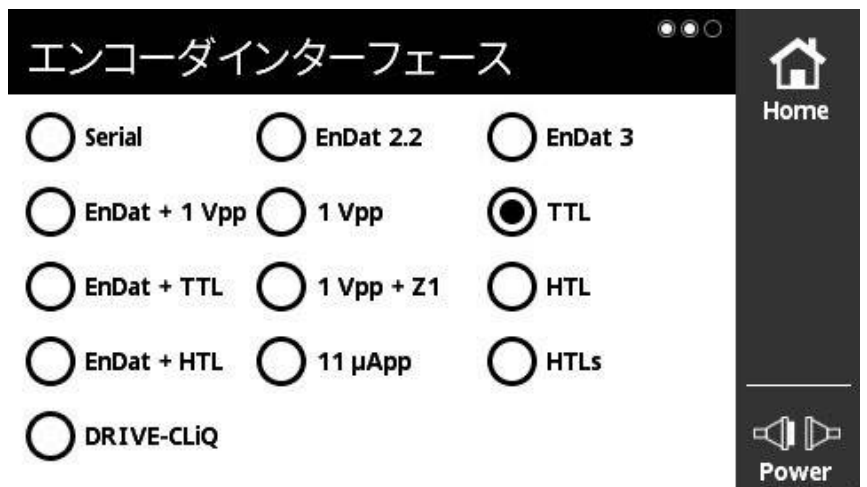 エンコーダインターフェース
Home
Serial
EnDat 2.2
EnDat 3
EnDat + 1 Vpp
1 Vpp
TTL
EnDat + TTL
1 Vpp + Z1
HTL
EnDat + HTL
11 µApp
HTLs
DRIVE-CLiQ
Power